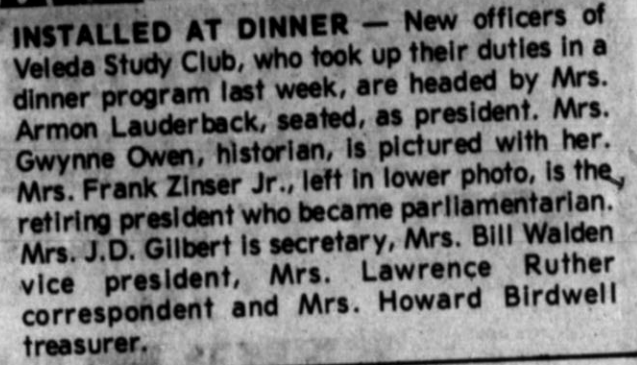 INSTALLED AT DINNER — New officers of
Veleda Study Club, who took up their duties in a
dinner program last week, are headed by Mrs.
Armon Lauderback, seated, as president. Mrs.
Gwynne Owen, historian, is pictured with her.
Mrs. Frank Zinser Jr., left in lower photo, is the
retiring president who became parliamentarian.
Mrs. J.D. Gilbert is secretary, Mrs. Bill Walden
vice president, Mrs. Lawrence Ruther
correspondent and Mrs. Howard Birdwell
treasurer.